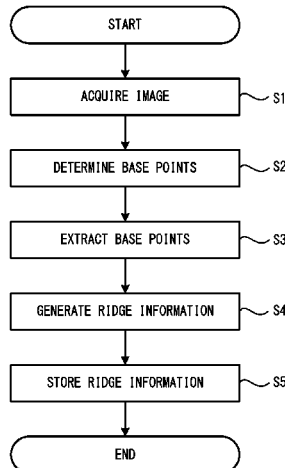 START
ACQUIRE IMAGE S1
DETERMINE BASE POINTS S2
EXTRACT BASE POINTS S3
GENERATE RIDGE INFORMATION S4
STORE RIDGE INFORMATION S5
END